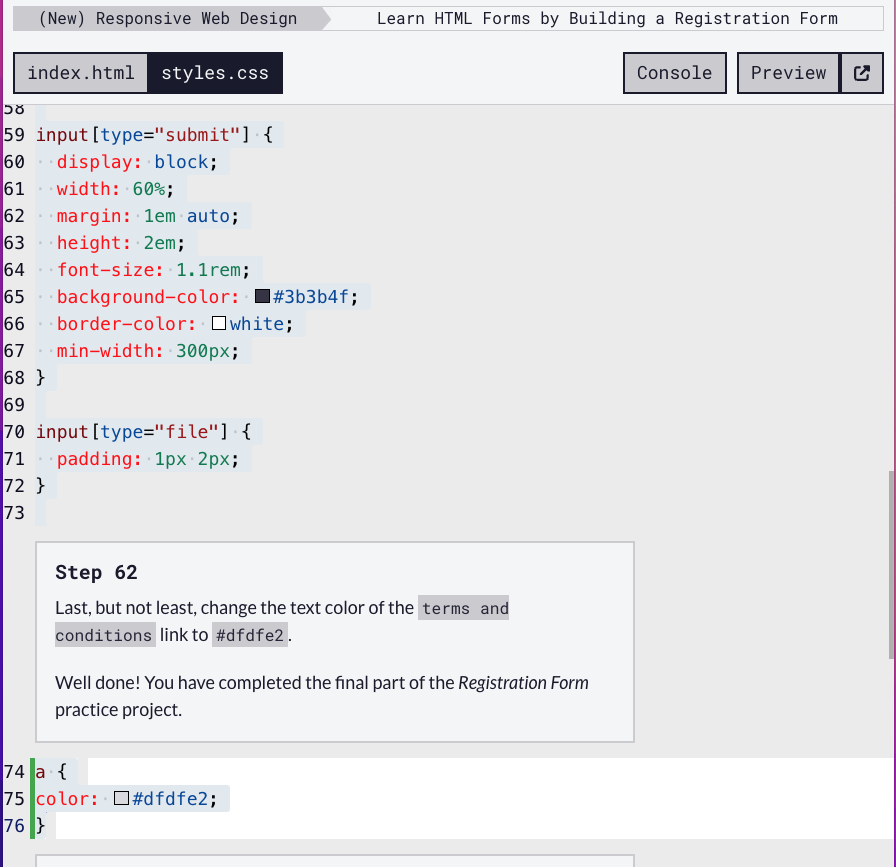 (New) Responsive Web Design
Learn HTML Forms by Building a Registration Form
index.html
styles.css
Console
Preview
58
59 input[type="submit"] {
60 display: block;
61 width: 60%;
62 margin: 1em auto;
63 height: 2em;
64 font-size: 1.1rem;
65 background-color: #3b3b4f;
66 border-color: white;
67 min-width: 300px;
68 }
69
70 input[type="file"] {
71 padding: 1px 2px;
72 }
73
Step 62
Last, but not least, change the text color of the terms and
conditions link to #dfdfe2.
Well done! You have completed the final part of the Registration Form
practice project.
74 a {
75 color: #dfdfe2;
76 }